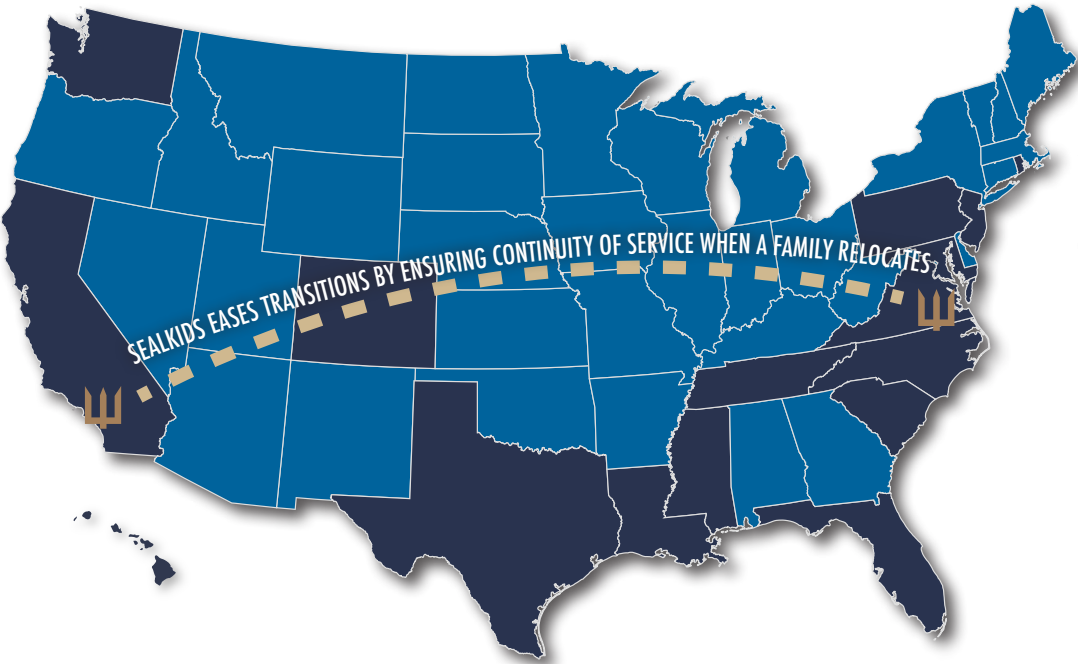 SEALKIDS EASES TRANSITIONS BY ENSURING CONTINUITY OF SERVICE WHEN A FAMILY RELOCATES